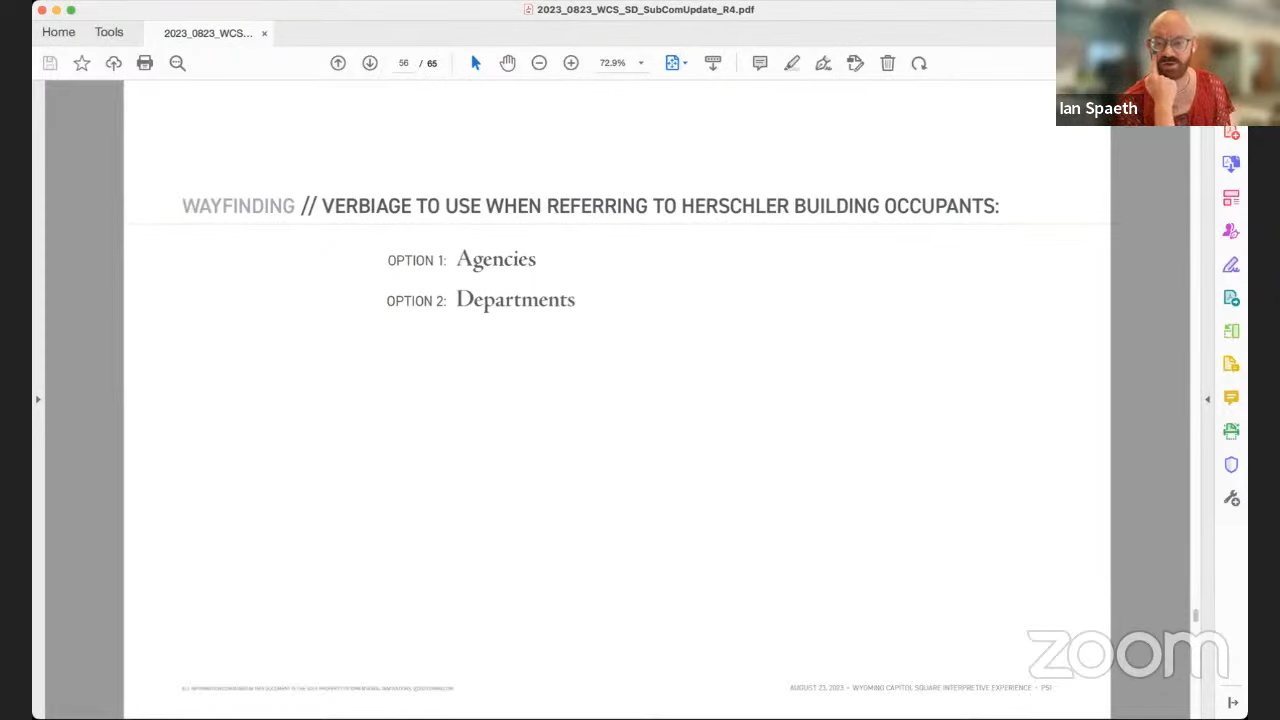 2023_0823_WCS_SD_SubComUpdate_R4.pdf
Home
Tools
2023_0823_WCS...
56 / 65
72.9%
Ian Spaeth
WAYFINDING // VERBIAGE TO USE WHEN REFERRING TO HERSCHLER BUILDING OCCUPANTS:
OPTION 1: Agencies
OPTION 2: Departments
zoom
AUGUST 23, 2023 - WYOMING CAPITOL SQUARE INTERPRETIVE EXPERIENCE - P51